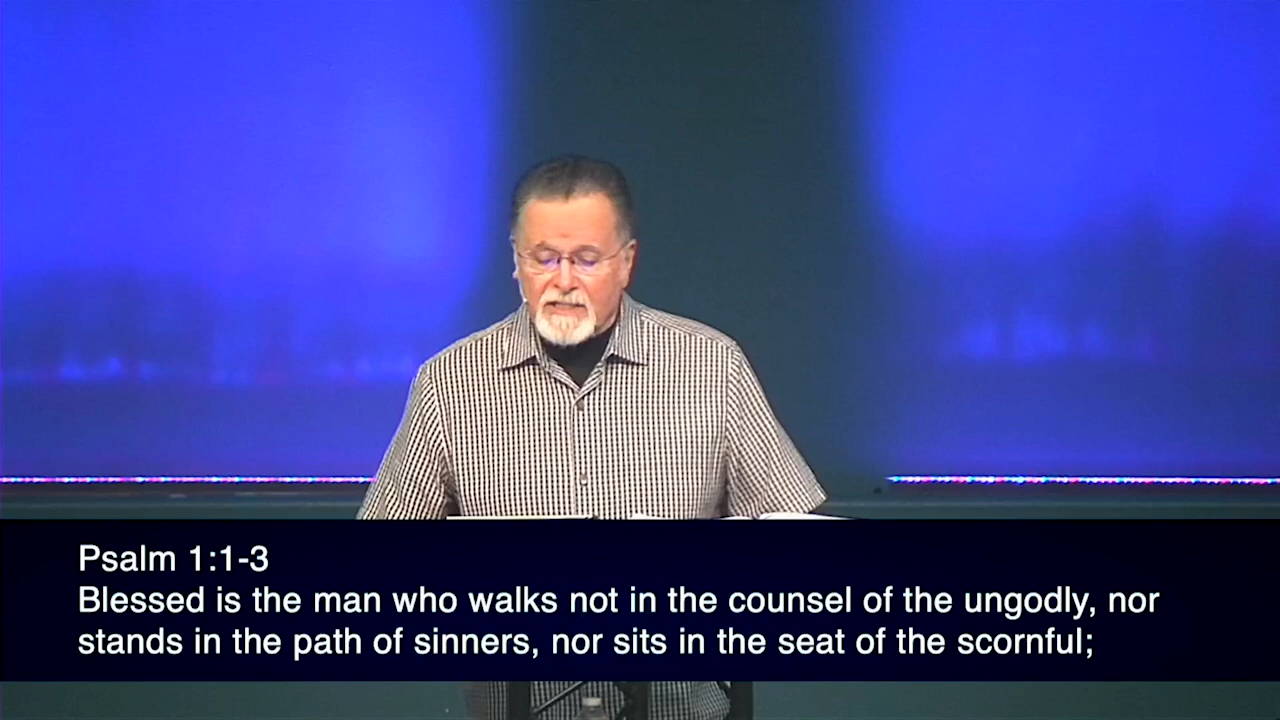 Psalm 1:1-3
Blessed is the man who walks not in the counsel of the ungodly, nor
stands in the path of sinners, nor sits in the seat of the scornful;